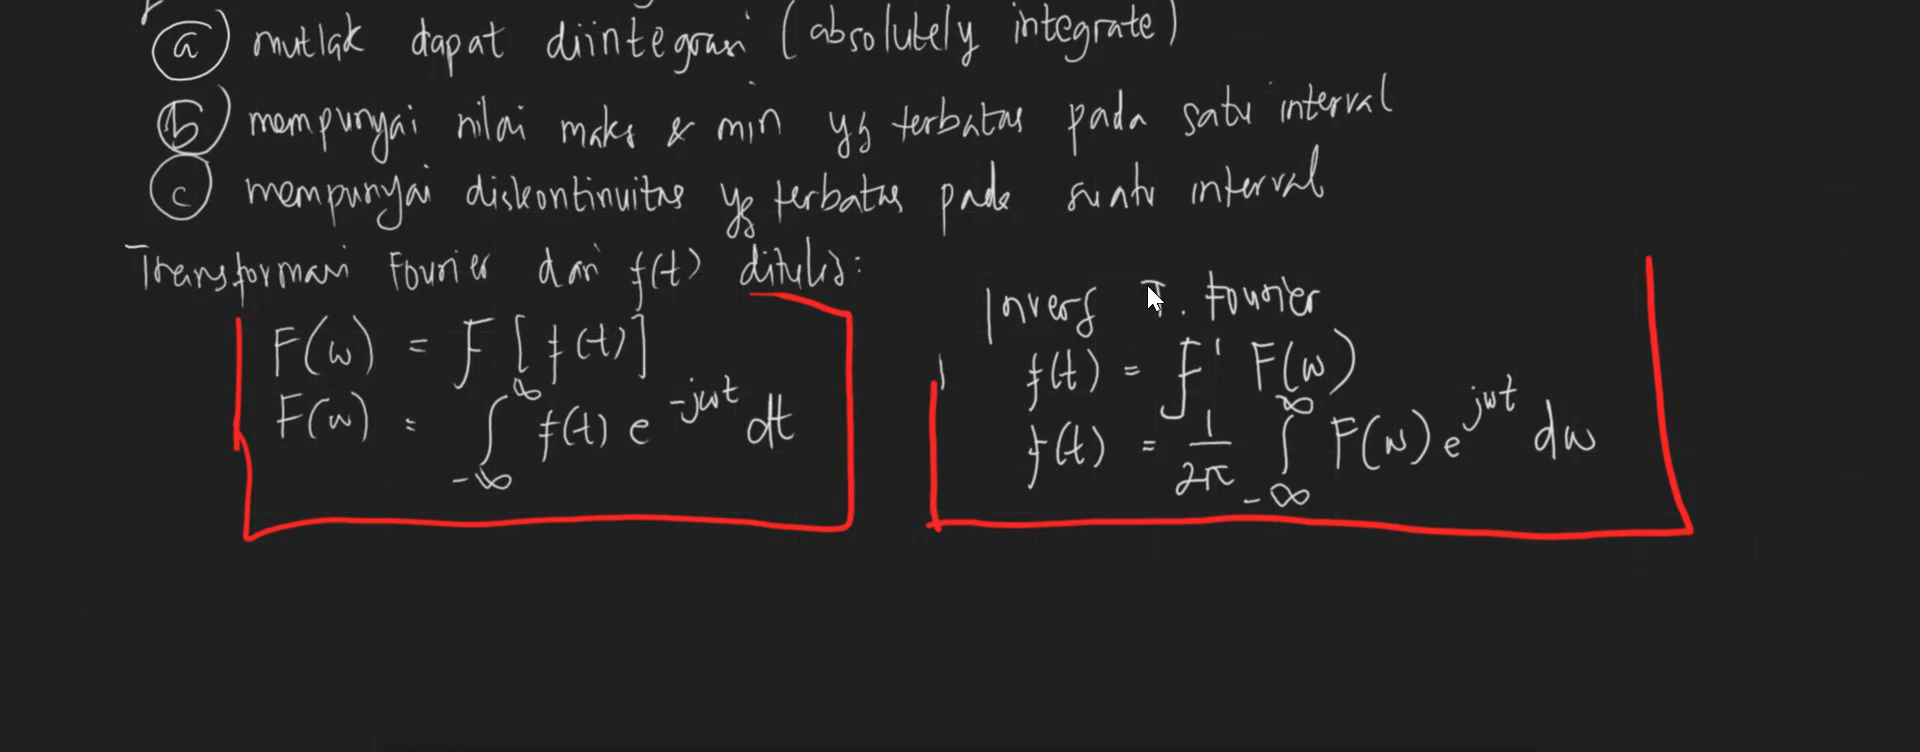 (a) mutlak dapat diintegrasi (absolutely integrate)
(b) mempunyai nilai maks & min yg terbatas pada satu interval
(c) mempunyai diskontinuitas yg terbatas pada suatu interval
Transformasi Fourier dari f(t) ditulis:
F(ω) = F [f(t)]
F(ω) = ∫_{-∞}^{∞} f(t) e^{-jωt} dt
Invers T. Fourier
f(t) = F' F(ω)
f(t) = 1/2π ∫_{-∞}^{∞} F(ω) e^{jωt} dω